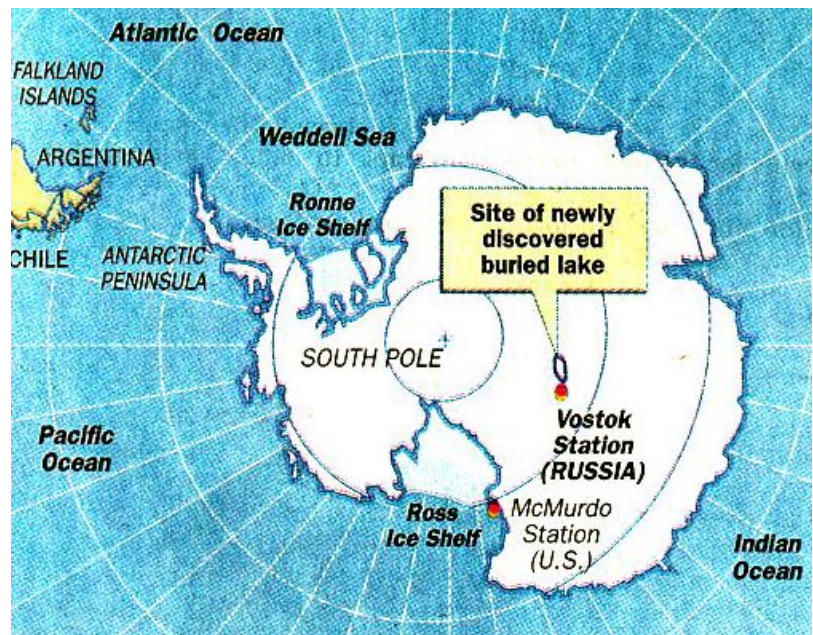 Atlantic Ocean
FALKLAND
ISLANDS
ARGENTINA
CHILE
ANTARCTIC
PENINSULA
Weddell Sea
Ronne
Ice Shelf
Site of newly
discovered
buried lake
SOUTH POLE
Vostok
Station
(RUSSIA)
Pacific
Ocean
Ross
Ice Shelf
McMurdo
Station
(U.S.)
Indian
Ocean